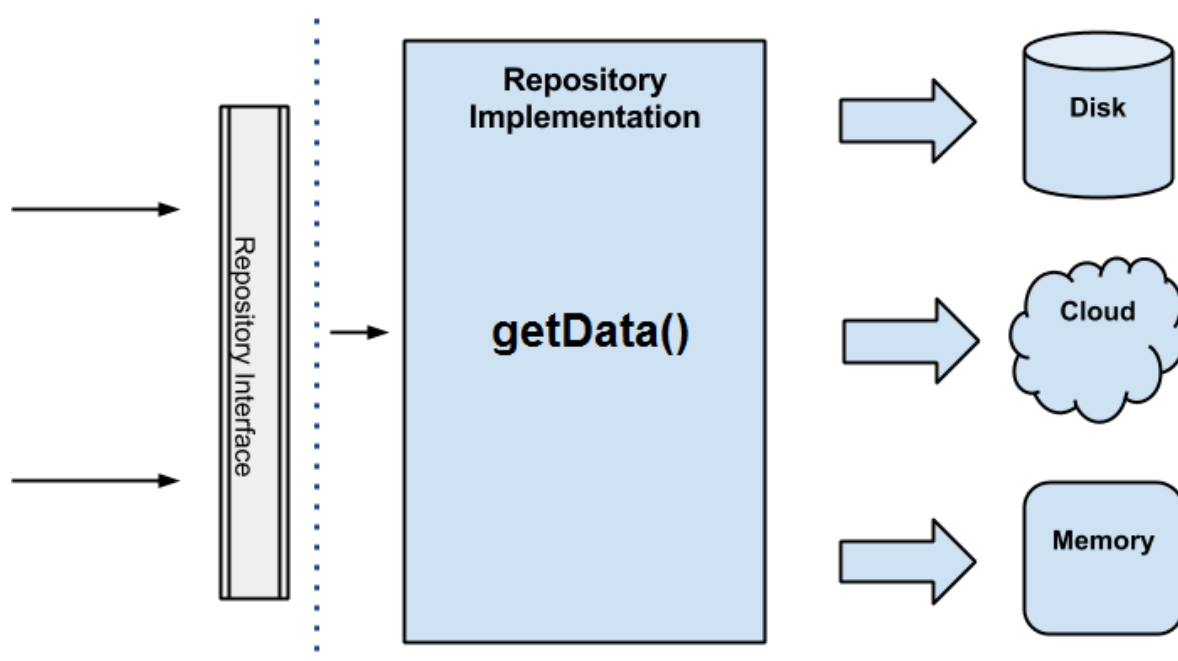 Repository Interface
Repository
Implementation
getData()
Disk
Cloud
Memory